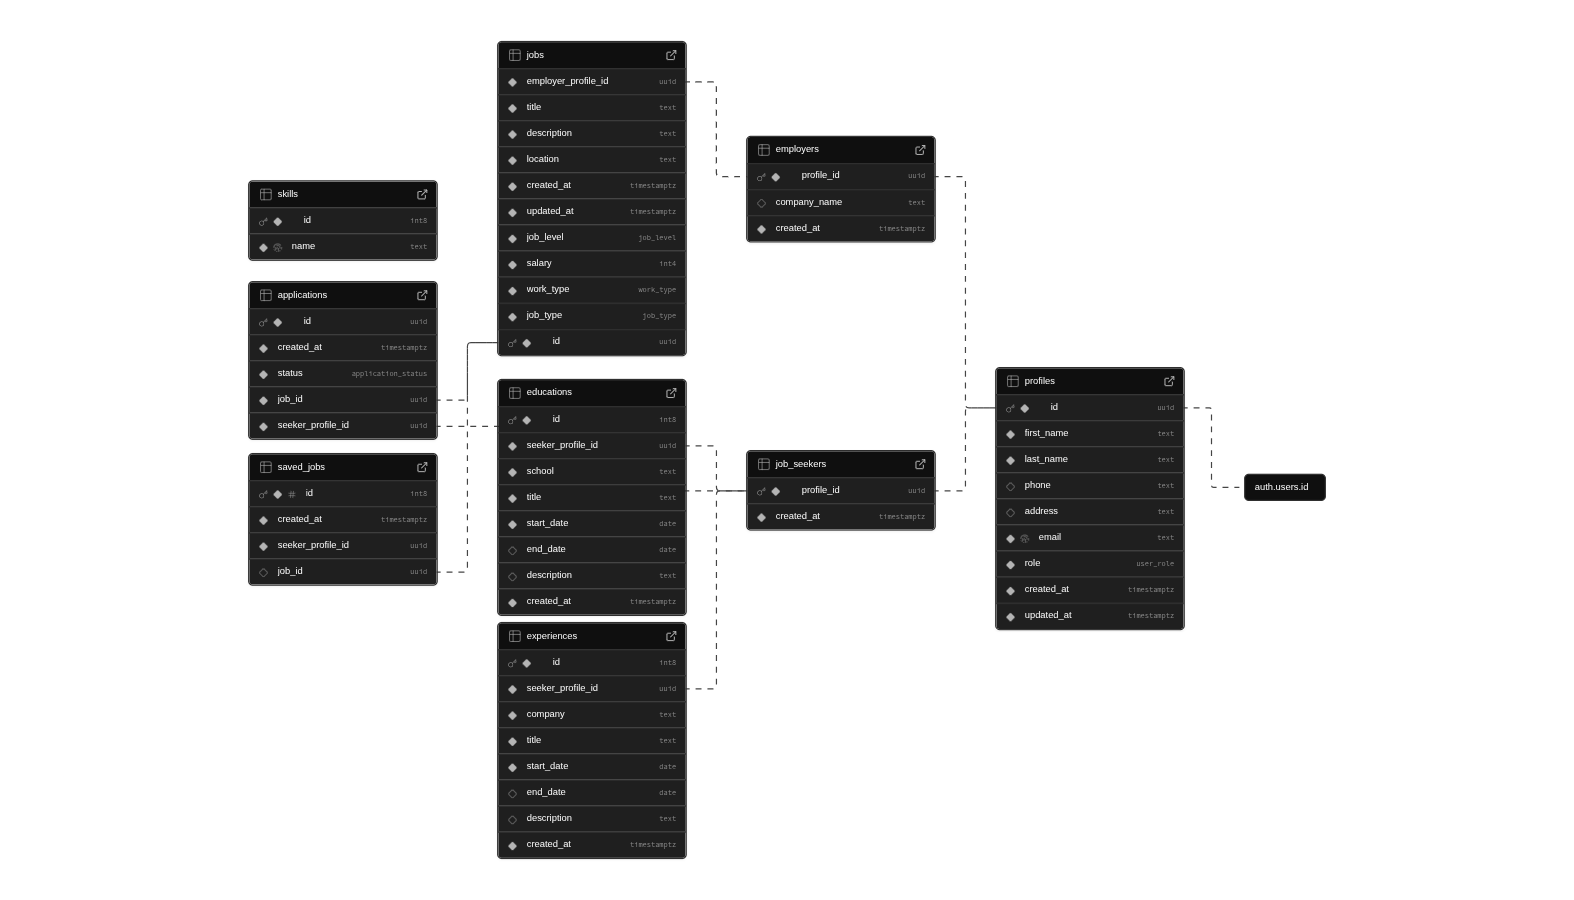 jobs
employer_profile_id uuid
title text
description text
location text
created_at timestamptz
updated_at timestamptz
job_level job_level
salary int4
work_type work_type
job_type job_type
id uuid
skills
id int8
name text
applications
id uuid
created_at timestamptz
status application_status
job_id uuid
seeker_profile_id uuid
saved_jobs
id int8
created_at timestamptz
seeker_profile_id uuid
job_id uuid
educations
id int8
seeker_profile_id uuid
school text
title text
start_date date
end_date date
description text
created_at timestamptz
experiences
id int8
seeker_profile_id uuid
company text
title text
start_date date
end_date date
description text
created_at timestamptz
employers
profile_id uuid
company_name text
created_at timestamptz
job_seekers
profile_id uuid
created_at timestamptz
profiles
id uuid
first_name text
last_name text
phone text
address text
email text
role user_role
created_at timestamptz
updated_at timestamptz
auth.users.id